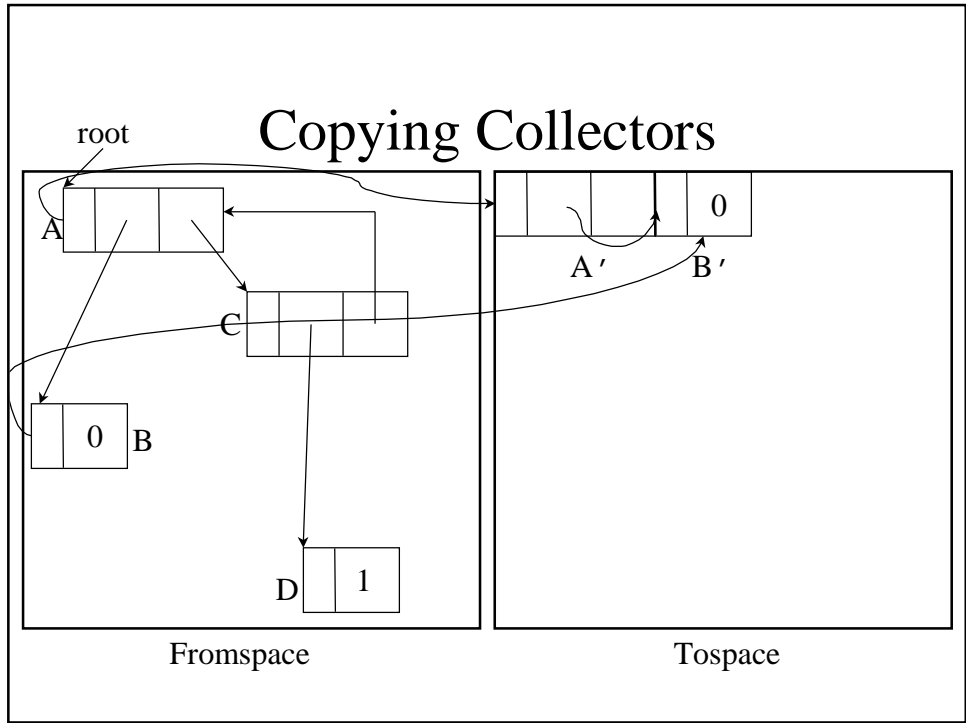 Copying Collectors
root
A
0
A′
B′
C
0
B
D
1
Fromspace
Tospace